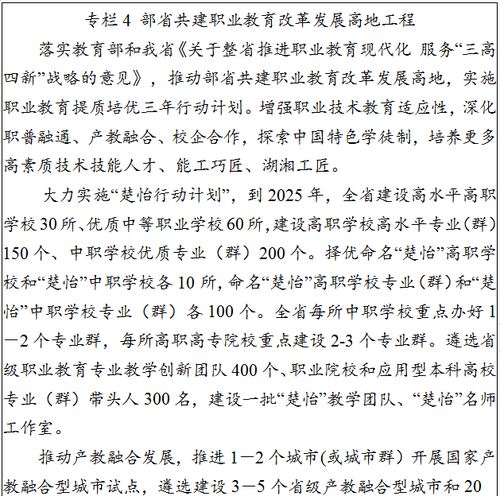 专栏 4 部省共建职业教育改革发展高地工程
落实教育部和我省《关于整省推进职业教育现代化 服务“三高
四新”战略的意见》，推动部省共建职业教育改革发展高地，实施
职业教育提质培优三年行动计划。增强职业技术教育适应性，深化
职普融通、产教融合、校企合作，探索中国特色学徒制，培养更多
高素质技术技能人才、能工巧匠、湖湘工匠。
大力实施“楚怡行动计划”，到 2025 年，全省建设高水平高职
学校 30 所、优质中等职业学校 60 所，建设高职学校高水平专业（群）
150 个、中职学校优质专业（群）200 个。择优命名“楚怡”高职学
校和“楚怡”中职学校各 10 所，命名“楚怡”高职学校专业（群）和“楚
怡”中职学校专业（群）各 100 个。全省每所中职学校重点办好 1
－2 个专业群，每所高职高专院校重点建设 2-3 个专业群。遴选省
级职业教育专业教学创新团队 400 个、职业院校和应用型本科高校
专业（群）带头人 300 名，建设一批“楚怡”教学团队、“楚怡”名师
工作室。
推动产教融合发展，推进 1－2 个城市(或城市群）开展国家产
教融合型城市试点，遴选建设 3－5 个省级产教融合型城市和 20